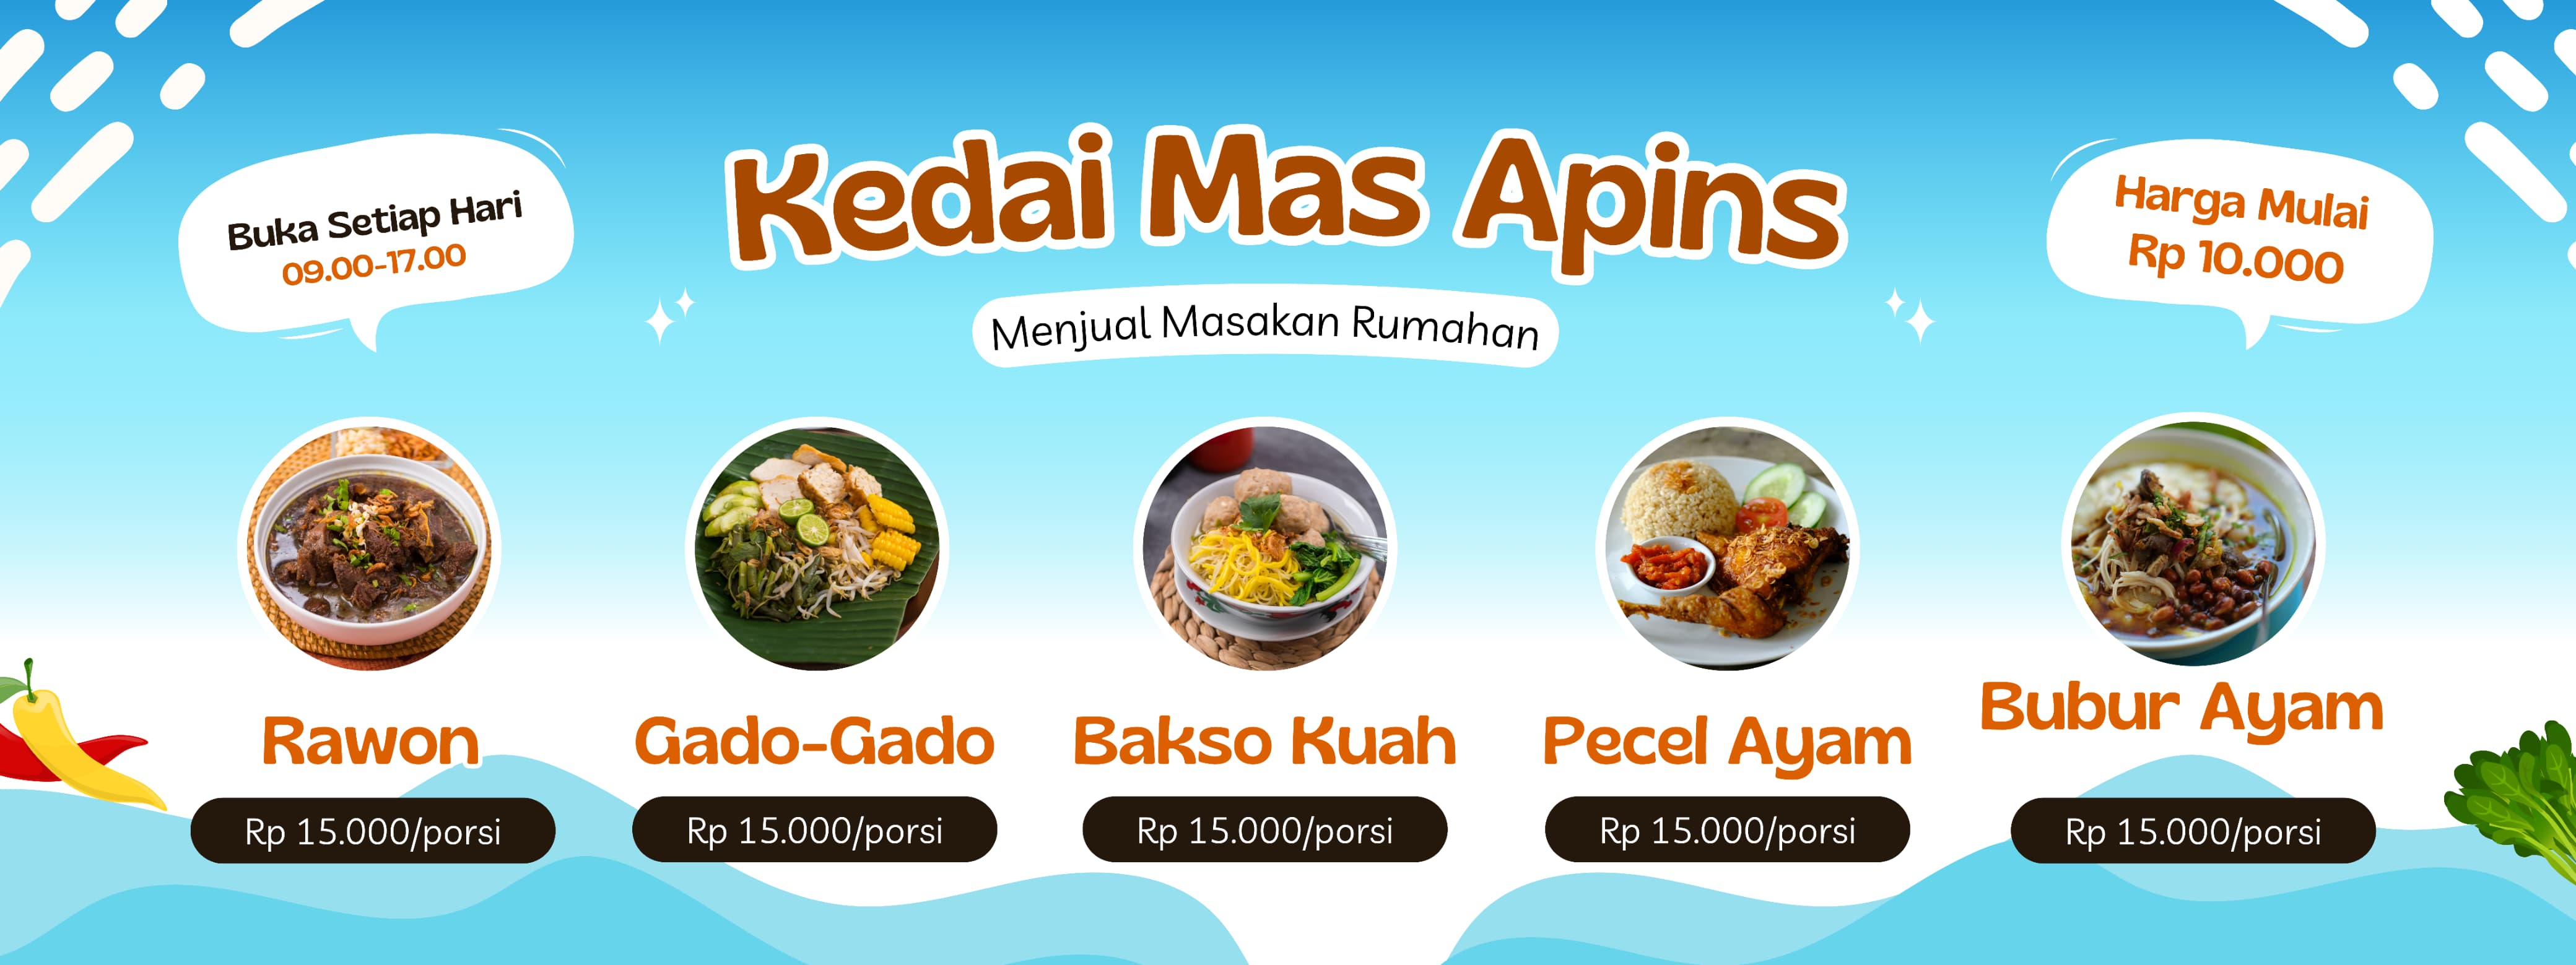 Kedai Mas Apins
Menjual Masakan Rumahan
Buka Setiap Hari
09.00-17.00
Harga Mulai
Rp 10.000
Rawon
Rp 15.000/porsi
Gado-Gado
Rp 15.000/porsi
Bakso Kuah
Rp 15.000/porsi
Pecel Ayam
Rp 15.000/porsi
Bubur Ayam
Rp 15.000/porsi